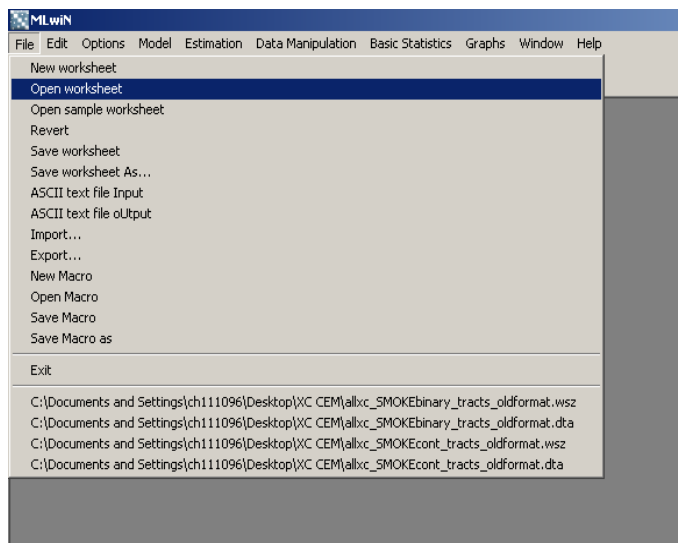 MLwiN
File Edit Options Model Estimation Data Manipulation Basic Statistics Graphs Window Help
New worksheet
Open worksheet
Open sample worksheet
Revert
Save worksheet
Save worksheet As...
ASCII text file Input
ASCII text file oUtput
Import...
Export...
New Macro
Open Macro
Save Macro
Save Macro as
Exit
C:\Documents and Settings\ch111096\Desktop\XC CEM\allxc_SMOKEbinary_tracts_oldformat.wsz
C:\Documents and Settings\ch111096\Desktop\XC CEM\allxc_SMOKEbinary_tracts_oldformat.dta
C:\Documents and Settings\ch111096\Desktop\XC CEM\allxc_SMOKEcont_tracts_oldformat.wsz
C:\Documents and Settings\ch111096\Desktop\XC CEM\allxc_SMOKEcont_tracts_oldformat.dta